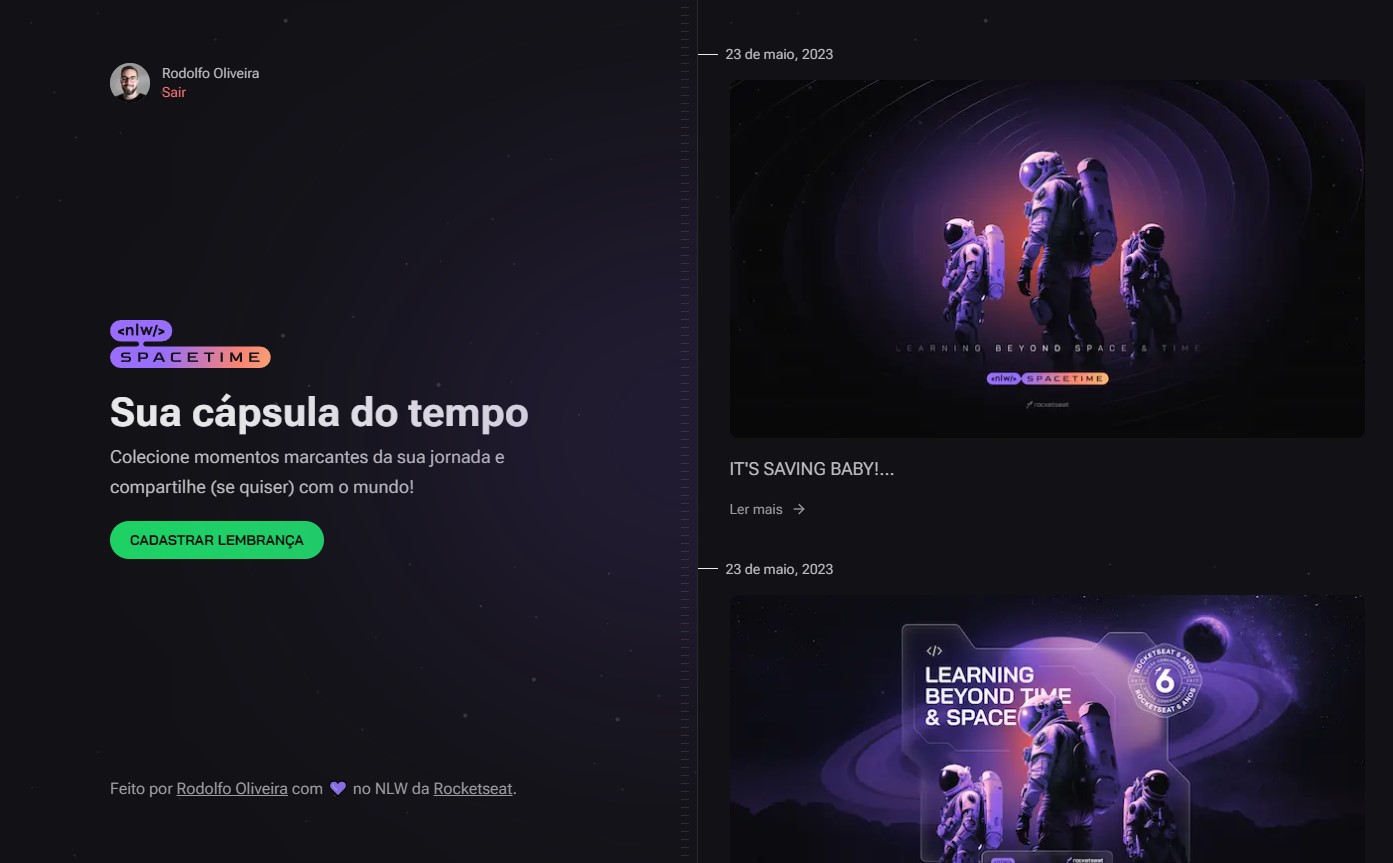 Rodolfo Oliveira
Sair
<nlw/>
SPACETIME
Sua cápsula do tempo
Colecione momentos marcantes da sua jornada e
compartilhe (se quiser) com o mundo!
CADASTRAR LEMBRANÇA
Feito por Rodolfo Oliveira com 💜 no NLW da Rocketseat.
23 de maio, 2023
LEARNING BEYOND SPACE & TIME
<nlw/> SPACETIME
rocketseat
IT'S SAVING BABY!...
Ler mais →
23 de maio, 2023
</>
LEARNING
BEYOND TIME
& SPACE
ROCKETSEAT 6 ANOS
6
ROCKETSEAT 6 ANOS
<nlw/>
rocketseat